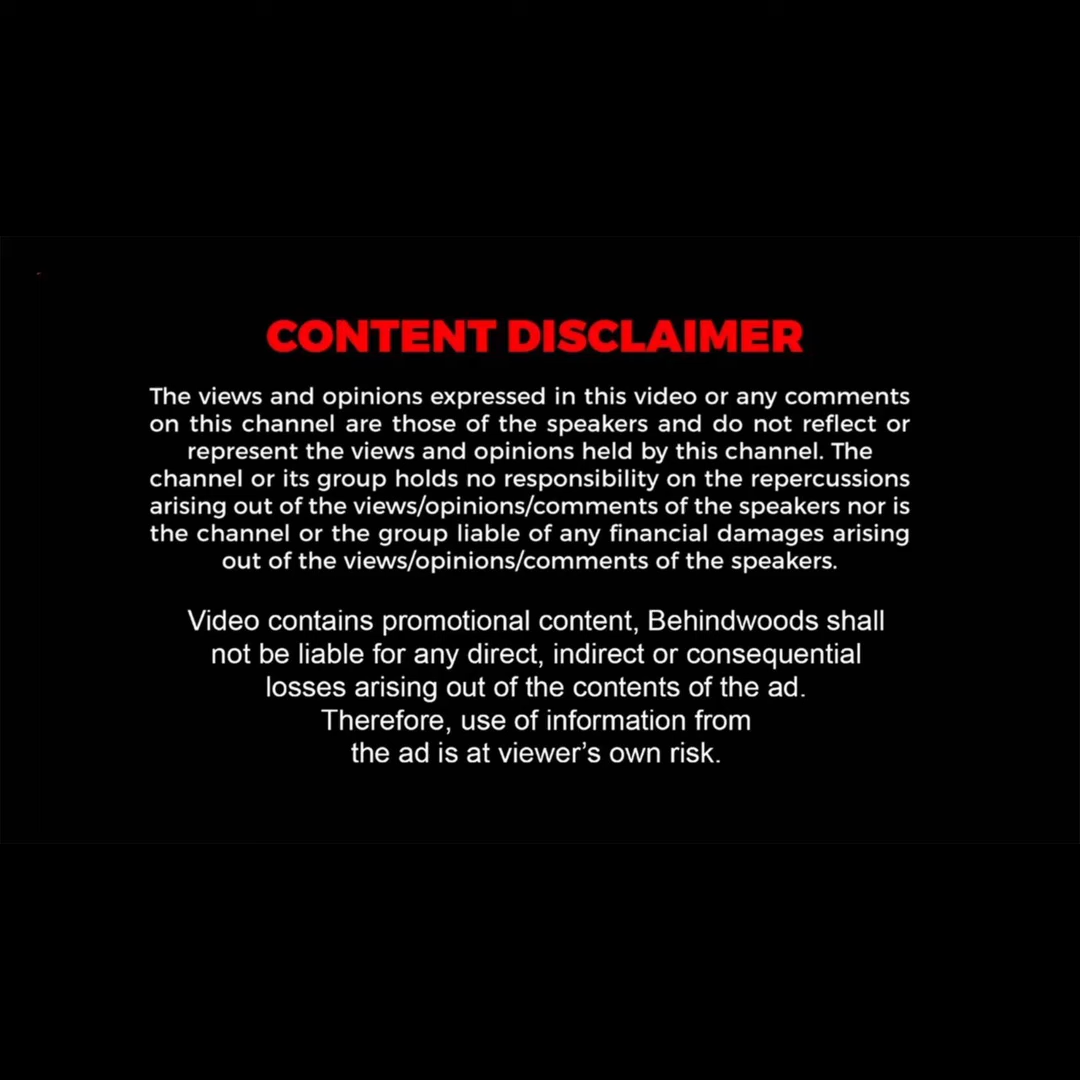 CONTENT DISCLAIMER
The views and opinions expressed in this video or any comments
on this channel are those of the speakers and do not reflect or
represent the views and opinions held by this channel. The
channel or its group holds no responsibility on the repercussions
arising out of the views/opinions/comments of the speakers nor is
the channel or the group liable of any financial damages arising
out of the views/opinions/comments of the speakers.
Video contains promotional content, Behindwoods shall
not be liable for any direct, indirect or consequential
losses arising out of the contents of the ad.
Therefore, use of information from
the ad is at viewer’s own risk.